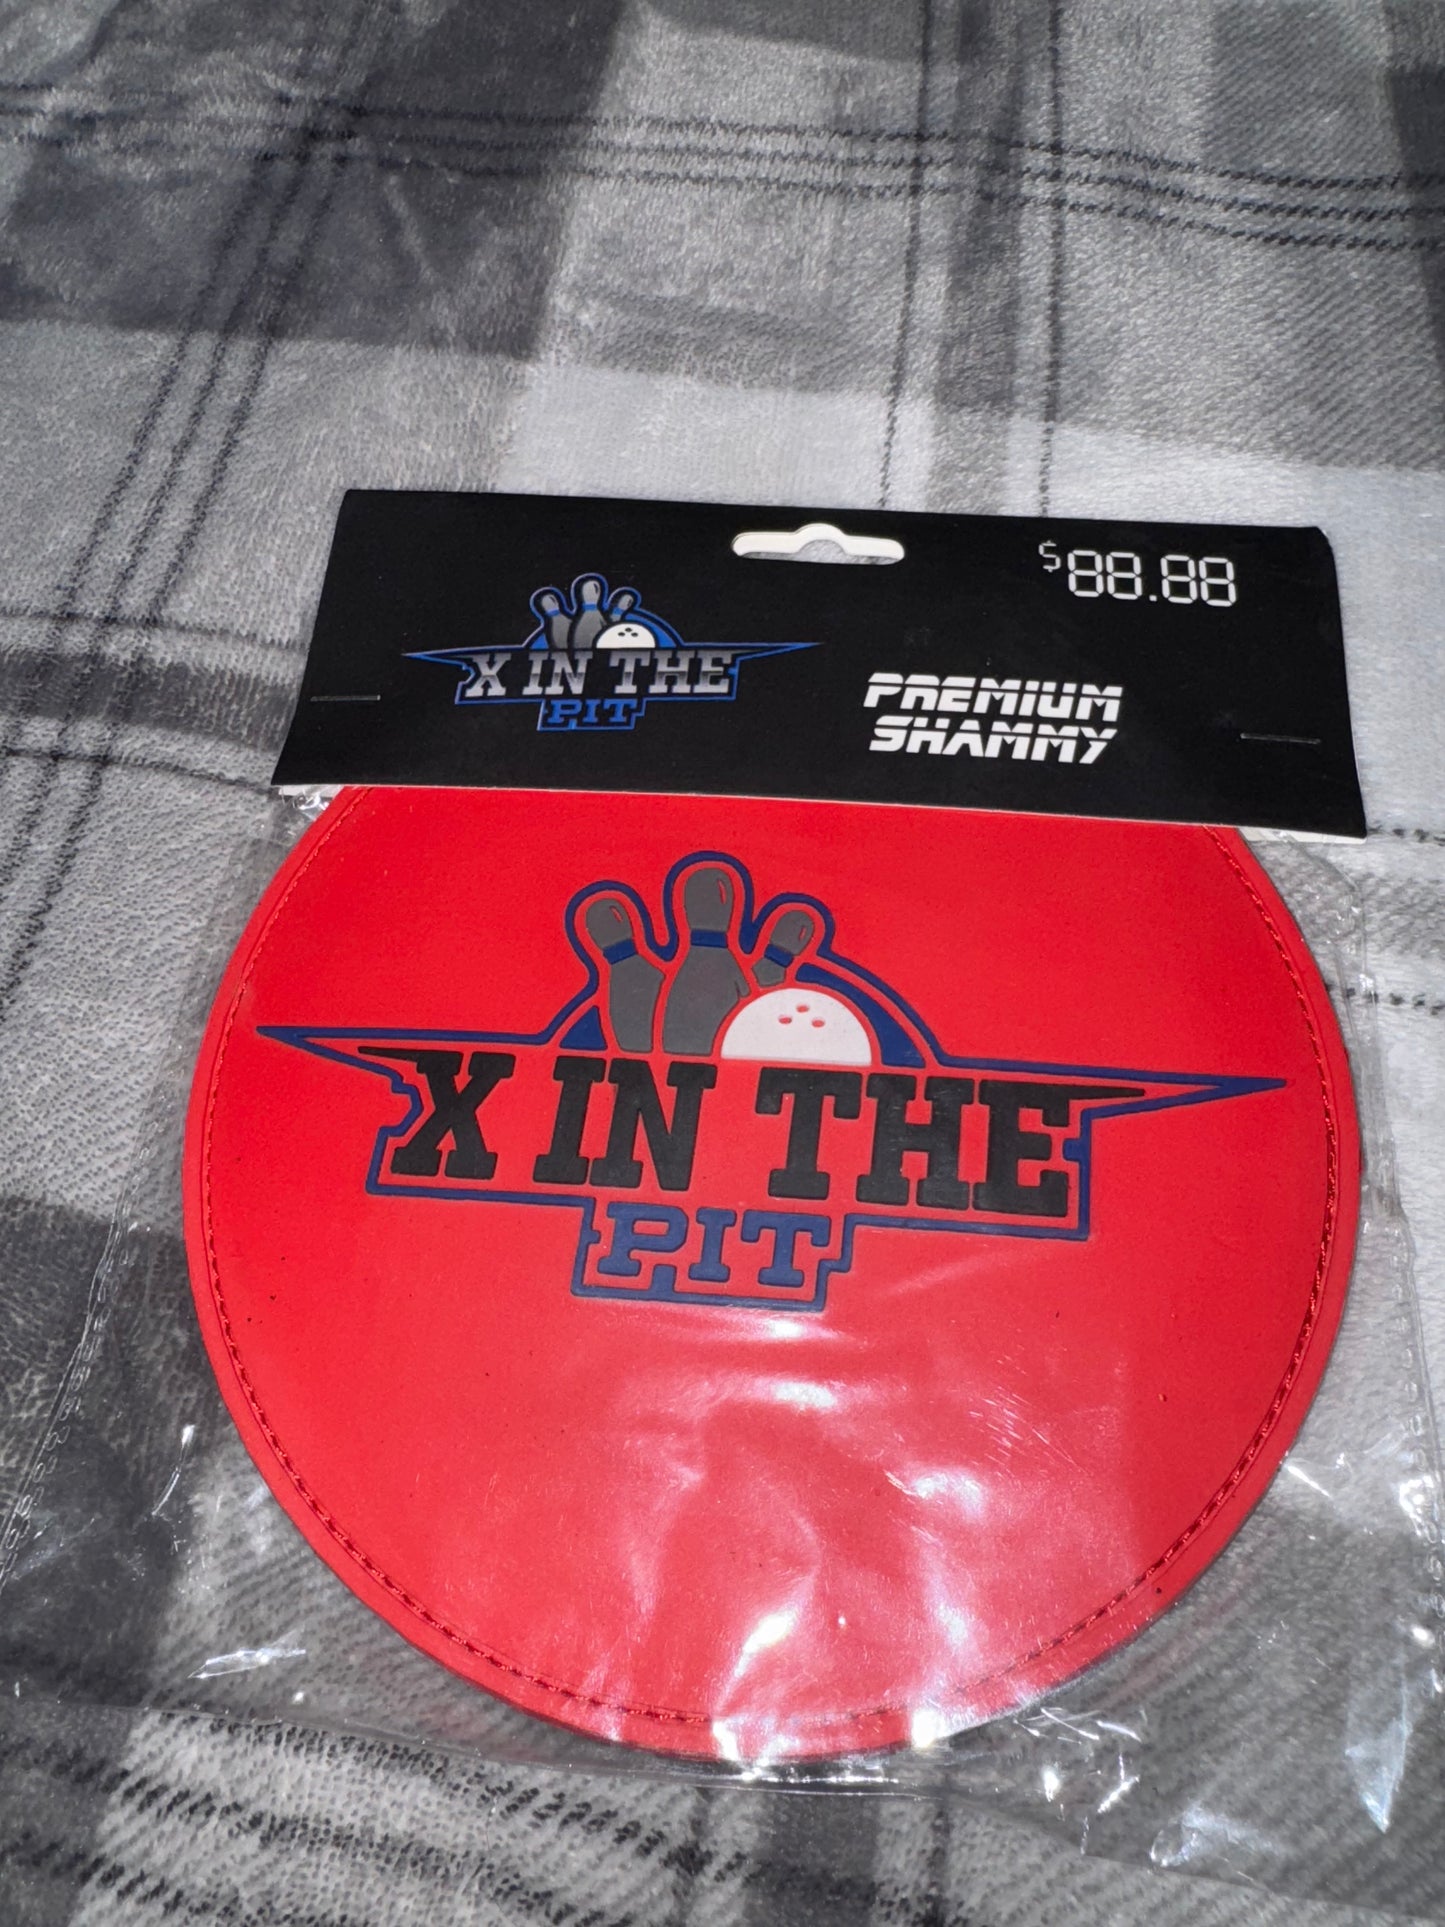 $88.88
X IN THE
PIT
PREMIUM
SHAMMY
X IN THE
PIT